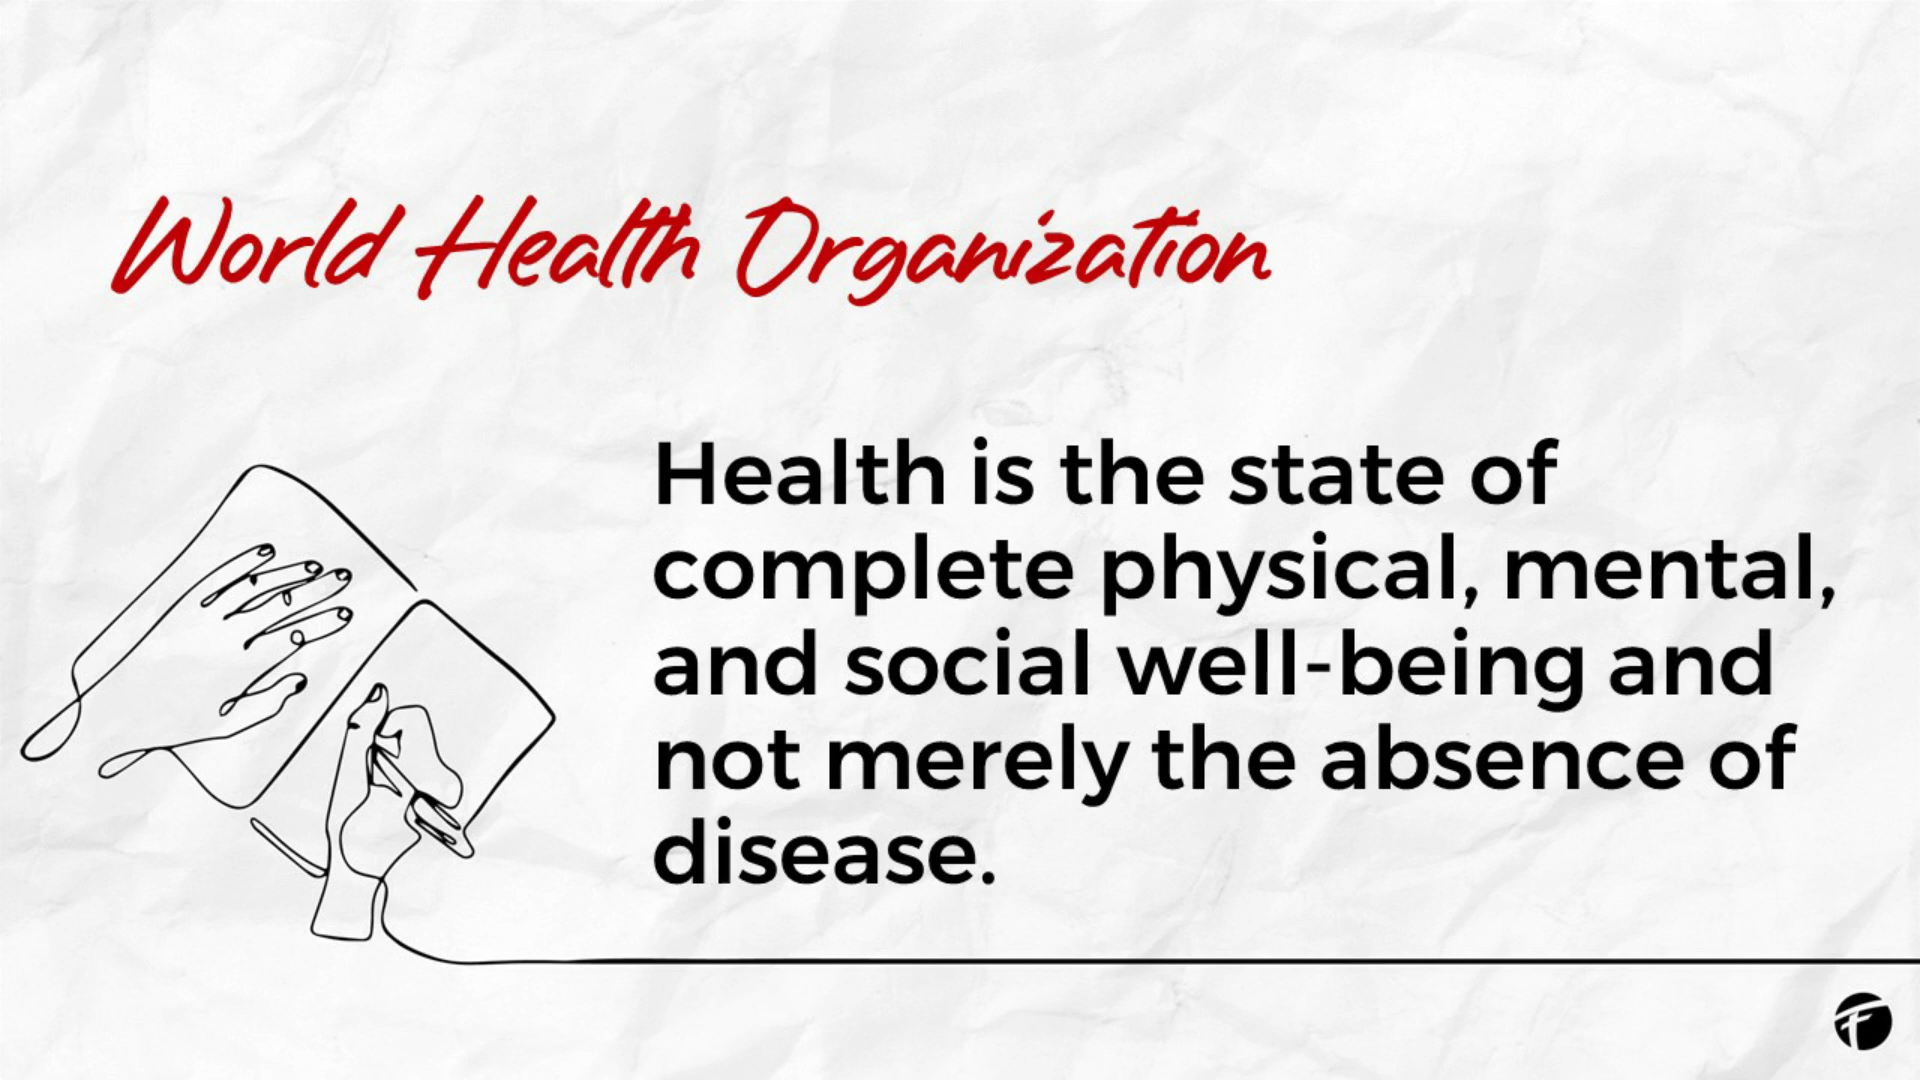 World Health Organization
Health is the state of
complete physical, mental,
and social well-being and
not merely the absence of
disease.